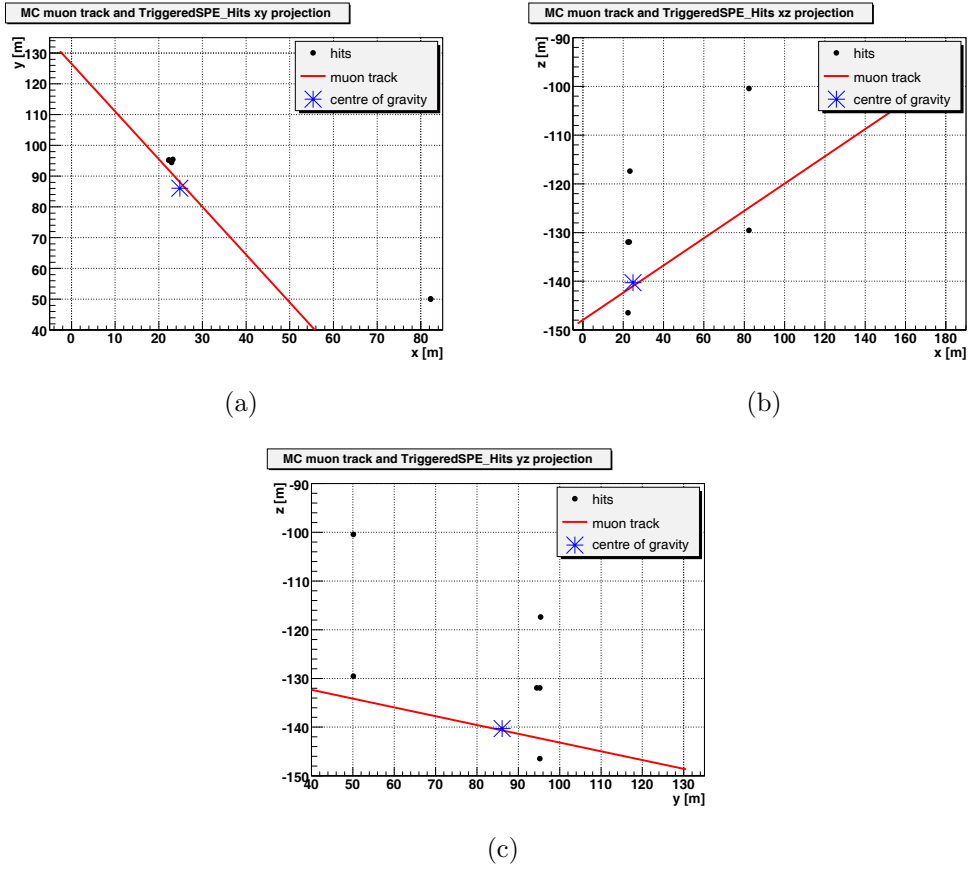 MC muon track and TriggeredSPE_Hits xy projection
y [m]
130
120
110
100
90
80
70
60
50
40
0 10 20 30 40 50 60 70 80
x [m]
hits
muon track
centre of gravity
(a)
MC muon track and TriggeredSPE_Hits xz projection
z [m]
-90
-100
-110
-120
-130
-140
-150
0 20 40 60 80 100 120 140 160 180
x [m]
hits
muon track
centre of gravity
(b)
MC muon track and TriggeredSPE_Hits yz projection
z [m]
-90
-100
-110
-120
-130
-140
-150
40 50 60 70 80 90 100 110 120 130
y [m]
hits
muon track
centre of gravity
(c)